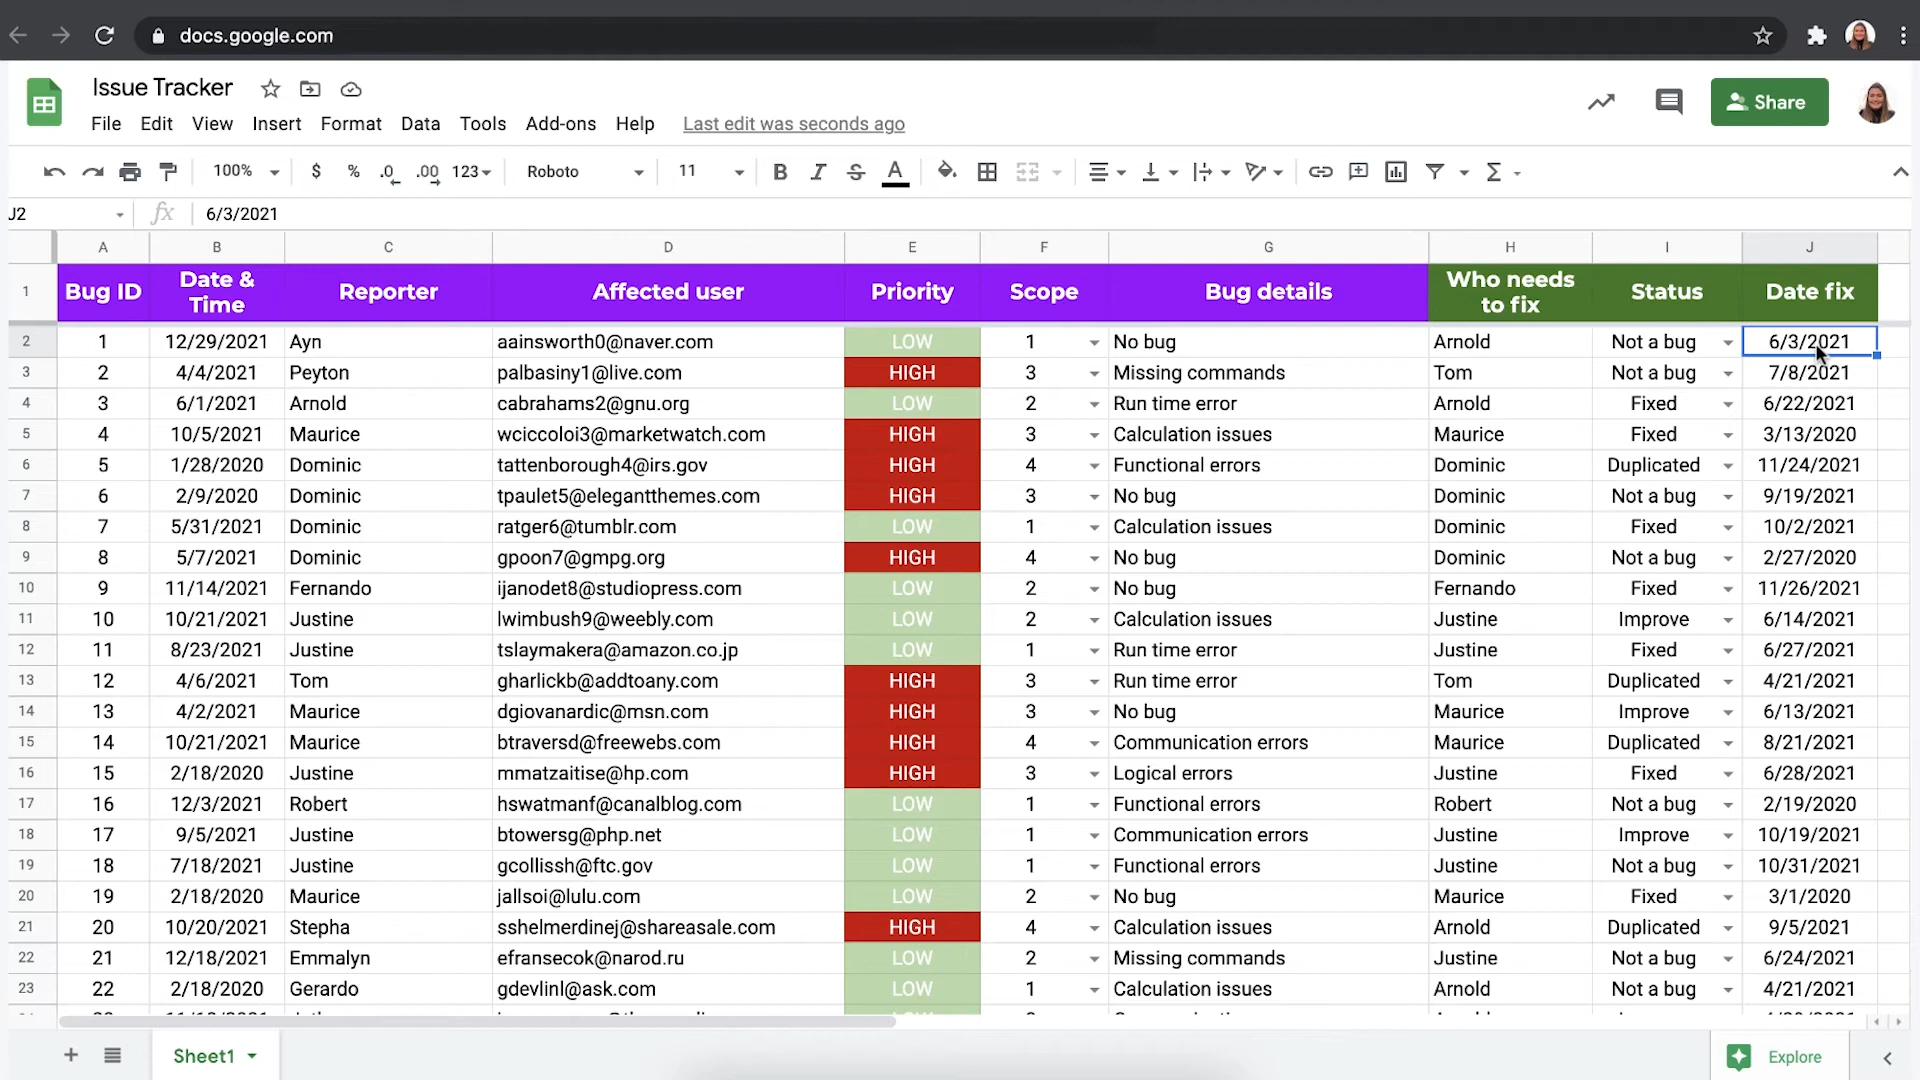 docs.google.com
Issue Tracker
File Edit View Insert Format Data Tools Add-ons Help Last edit was seconds ago
Share
100% $ % .0 .00 123 Roboto 11 B I S A Σ
J2 fx 6/3/2021
A B C D E F G H I J
1 Bug ID Date & Time Reporter Affected user Priority Scope Bug details Who needs to fix Status Date fix
2 1 12/29/2021 Ayn aainsworth0@naver.com LOW 1 No bug Arnold Not a bug 6/3/2021
3 2 4/4/2021 Peyton palbasiny1@live.com HIGH 3 Missing commands Tom Not a bug 7/8/2021
4 3 6/1/2021 Arnold cabrahams2@gnu.org LOW 2 Run time error Arnold Fixed 6/22/2021
5 4 10/5/2021 Maurice wciccoloi3@marketwatch.com HIGH 3 Calculation issues Maurice Fixed 3/13/2020
6 5 1/28/2020 Dominic tattenborough4@irs.gov HIGH 4 Functional errors Dominic Duplicated 11/24/2021
7 6 2/9/2020 Dominic tpaulet5@elegantthemes.com HIGH 3 No bug Dominic Not a bug 9/19/2021
8 7 5/31/2021 Dominic ratger6@tumblr.com LOW 1 Calculation issues Dominic Fixed 10/2/2021
9 8 5/7/2021 Dominic gpoon7@gmpg.org HIGH 4 No bug Dominic Not a bug 2/27/2020
10 9 11/14/2021 Fernando ijanodet8@studiopress.com LOW 2 No bug Fernando Fixed 11/26/2021
11 10 10/21/2021 Justine lwimbush9@weebly.com LOW 2 Calculation issues Justine Improve 6/14/2021
12 11 8/23/2021 Justine tslaymakera@amazon.co.jp LOW 1 Run time error Justine Fixed 6/27/2021
13 12 4/6/2021 Tom gharlickb@addtoany.com HIGH 3 Run time error Tom Duplicated 4/21/2021
14 13 4/2/2021 Maurice dgiovanardic@msn.com HIGH 3 No bug Maurice Improve 6/13/2021
15 14 10/21/2021 Maurice btraversd@freewebs.com HIGH 4 Communication errors Maurice Duplicated 8/21/2021
16 15 2/18/2020 Justine mmatzaitise@hp.com HIGH 3 Logical errors Justine Fixed 6/28/2021
17 16 12/3/2021 Robert hswatmanf@canalblog.com LOW 1 Functional errors Robert Not a bug 2/19/2020
18 17 9/5/2021 Justine btowersg@php.net LOW 1 Communication errors Justine Improve 10/19/2021
19 18 7/18/2021 Justine gcollissh@ftc.gov LOW 1 Functional errors Justine Not a bug 10/31/2021
20 19 2/18/2020 Maurice jallsoi@lulu.com LOW 2 No bug Maurice Fixed 3/1/2020
21 20 10/20/2021 Stepha sshelmerdinej@shareasale.com HIGH 4 Calculation issues Arnold Duplicated 9/5/2021
22 21 12/18/2021 Emmalyn efransecok@narod.ru LOW 2 Missing commands Justine Not a bug 6/24/2021
23 22 2/18/2020 Gerardo gdevlinl@ask.com LOW 1 Calculation issues Arnold Not a bug 4/21/2021
Sheet1
Explore